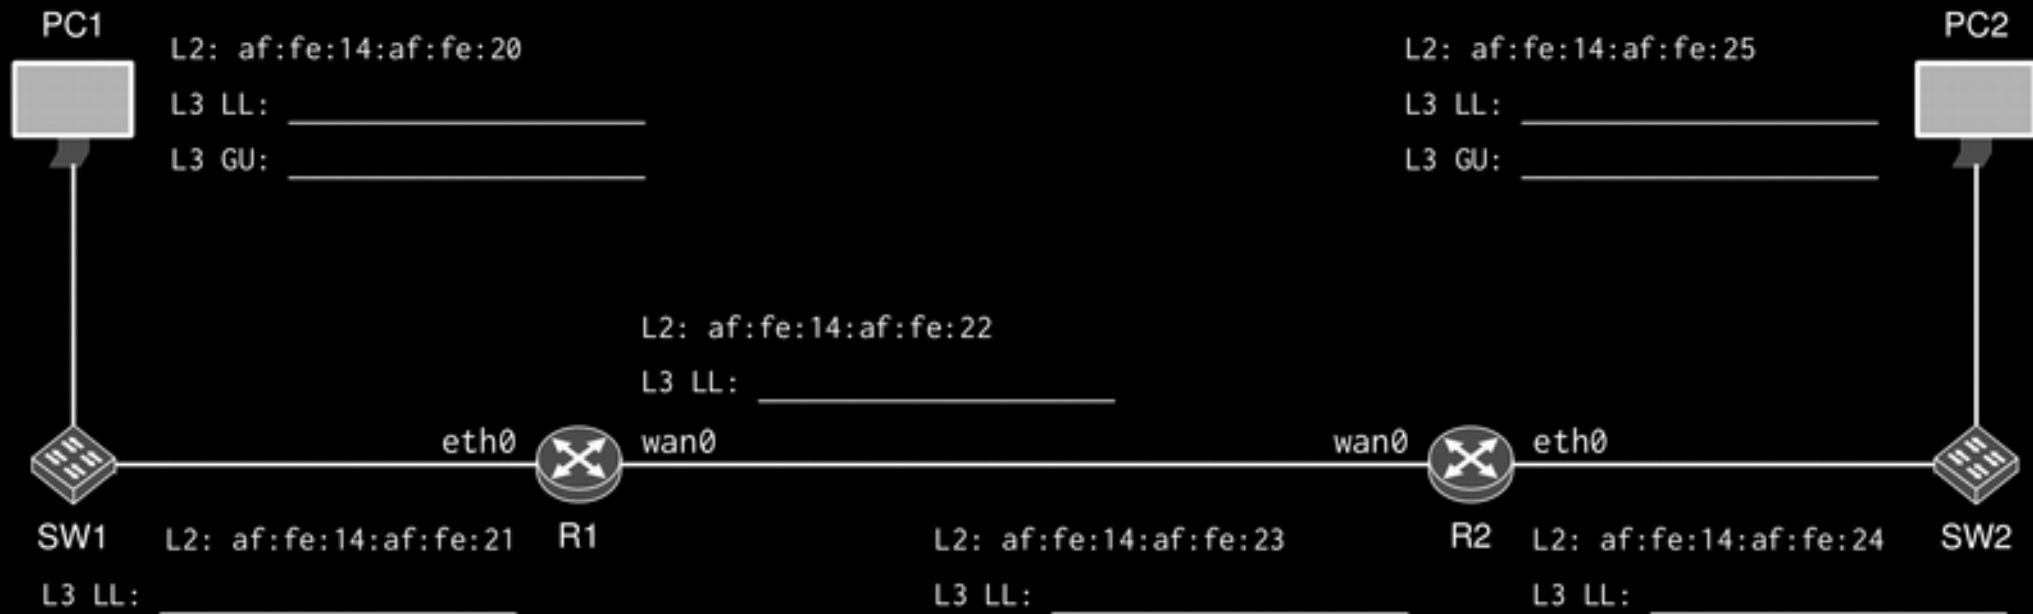 PC1
L2: af:fe:14:af:fe:20
L3 LL:
L3 GU:
PC2
L2: af:fe:14:af:fe:25
L3 LL:
L3 GU:
L2: af:fe:14:af:fe:22
L3 LL:
eth0
wan0
wan0
eth0
SW1
L2: af:fe:14:af:fe:21
R1
L2: af:fe:14:af:fe:23
R2
L2: af:fe:14:af:fe:24
SW2
L3 LL:
L3 LL:
L3 LL: